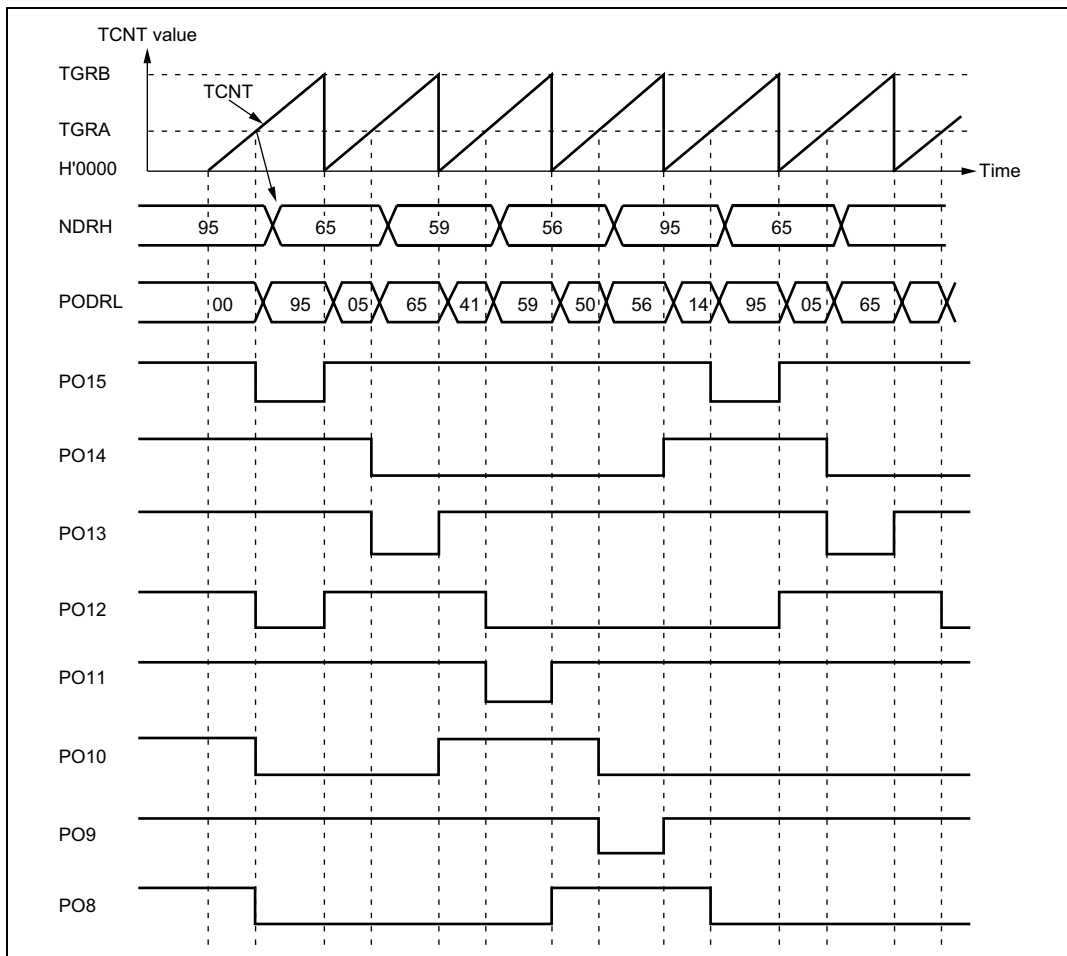 TCNT value
TGRB
TCNT
TGRA
H'0000
Time
NDRH 95 65 59 56 95 65
PODRL 00 95 05 65 41 59 50 56 14 95 05 65
PO15
PO14
PO13
PO12
PO11
PO10
PO9
PO8